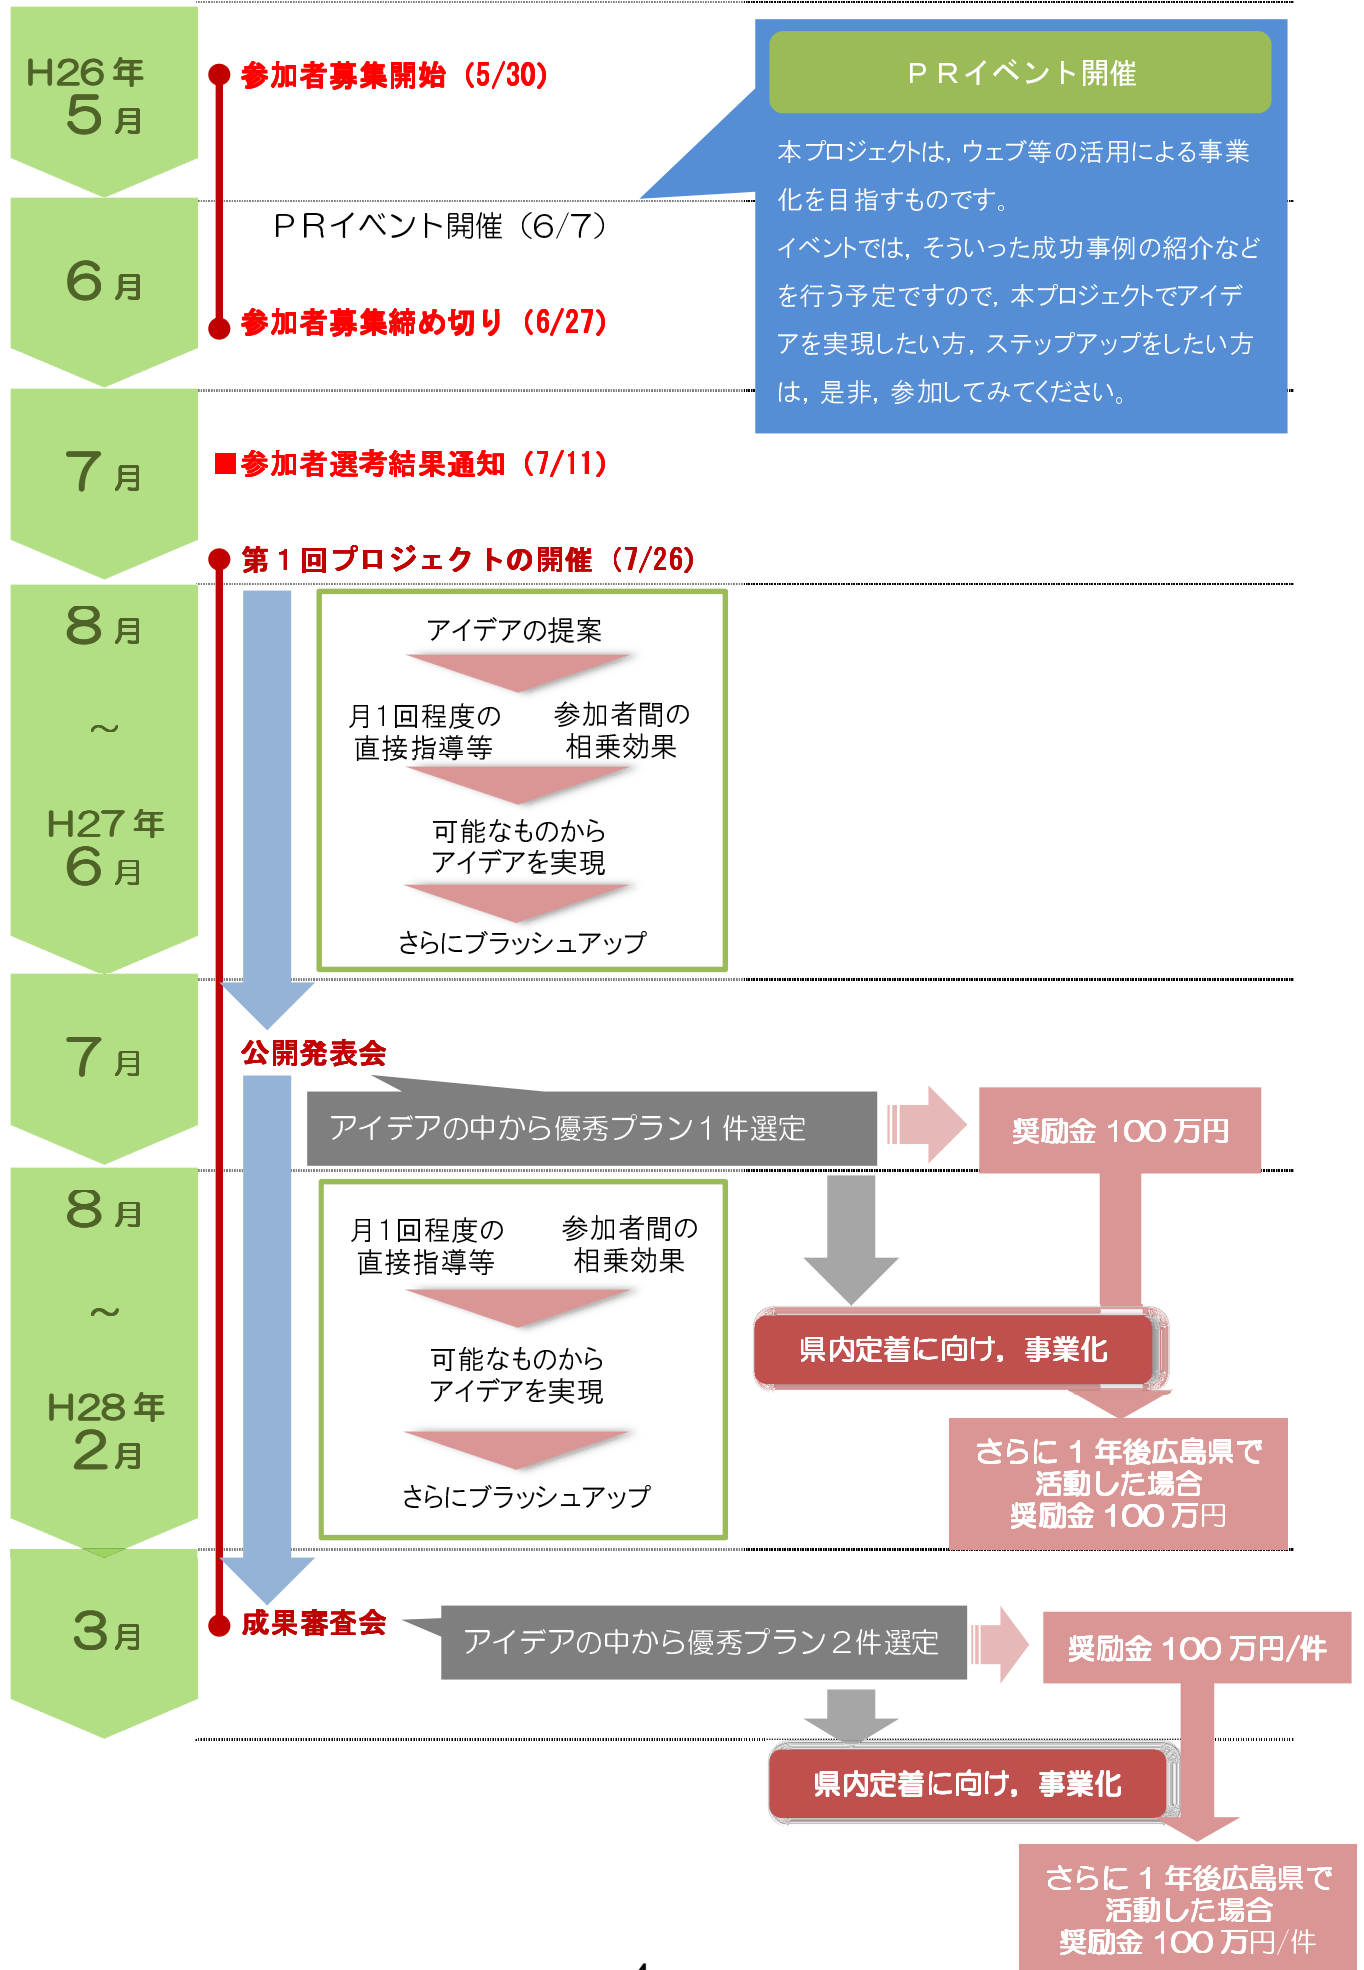 H26年
5月
参加者募集開始（5/30）
ＰＲイベント開催
本プロジェクトは，ウェブ等の活用による事業
化を目指すものです。
イベントでは，そういった成功事例の紹介など
を行う予定ですので，本プロジェクトでアイデ
アを実現したい方，ステップアップをしたい方
は，是非，参加してみてください。
6月
ＰＲイベント開催（6/7）
参加者募集締め切り（6/27）
7月
■参加者選考結果通知（7/11）
第１回プロジェクトの開催（7/26）
8月
～
H27年
6月
アイデアの提案
月1回程度の
直接指導等
参加者間の
相乗効果
可能なものから
アイデアを実現
さらにブラッシュアップ
7月
公開発表会
アイデアの中から優秀プラン１件選定
奨励金 100 万円
8月
～
H28年
2月
月1回程度の
直接指導等
参加者間の
相乗効果
可能なものから
アイデアを実現
さらにブラッシュアップ
県内定着に向け，事業化
さらに 1 年後広島県で
活動した場合
奨励金 100 万円
3月
成果審査会
アイデアの中から優秀プラン２件選定
奨励金 100 万円/件
県内定着に向け，事業化
さらに 1 年後広島県で
活動した場合
奨励金 100 万円/件